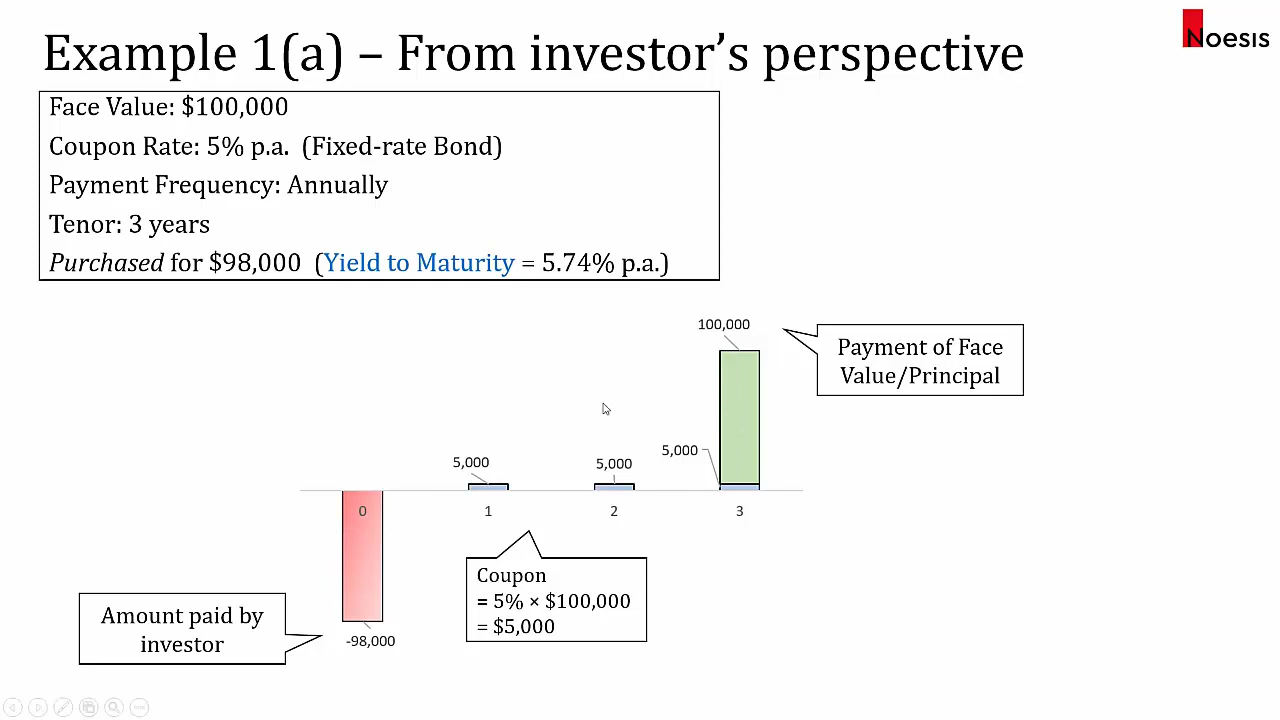 Example 1(a) – From investor’s perspective
Noesis
Face Value: $100,000
Coupon Rate: 5% p.a. (Fixed-rate Bond)
Payment Frequency: Annually
Tenor: 3 years
Purchased for $98,000 (Yield to Maturity = 5.74% p.a.)
100,000
Payment of Face
Value/Principal
5,000
5,000
5,000
0
1
2
3
Coupon
= 5% × $100,000
= $5,000
Amount paid by
investor
-98,000